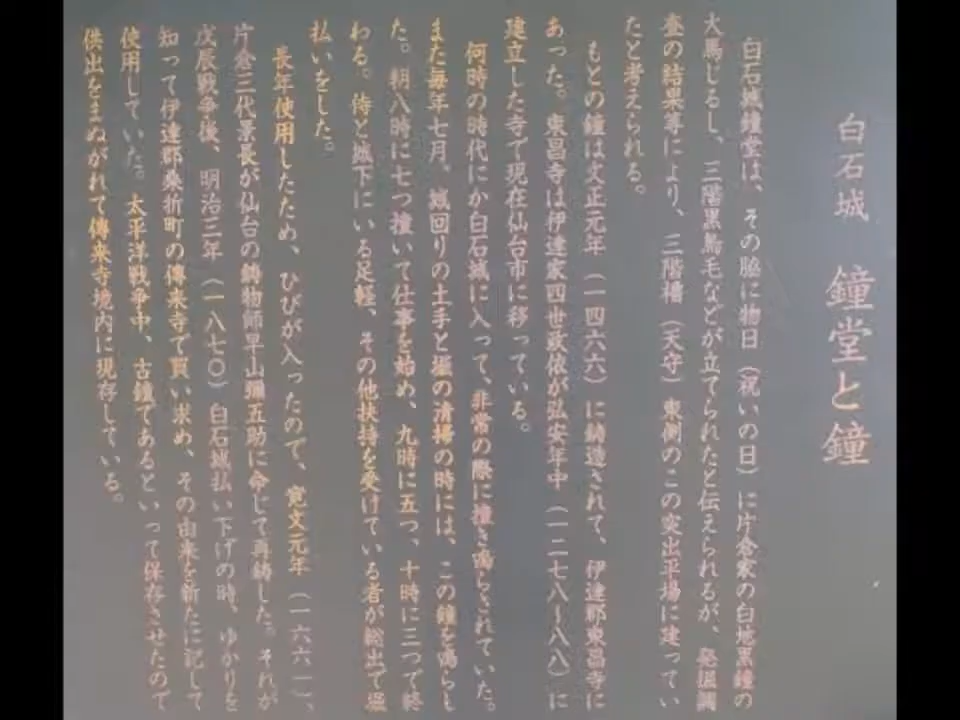 白石城 鐘堂と鐘
白石城鐘堂は、その脇に物日（祝いの日）に片倉家の白地黒鐘の
大馬じるし、三階黒鳥毛などが立てられたと伝えられるが、発掘調
査の結果等により、三階櫓（天守）東側のこの突出平場に建ってい
たと考えられる。
もとの鐘は文正元年（一四六六）に鋳造されて、伊達郡東昌寺に
あった。東昌寺は伊達家四世政依が弘安年中（一二七八〜八八）に
建立した寺で現在仙台市に移っている。
何時の時代にか白石城に入って、非常の際に撞き鳴らされていた。
また毎年七月、城回りの土手と堀の清掃の時には、この鐘を鳴らし
た。朝八時に七つ撞いて仕事を始め、九時に五つ、十時に三つで終
わる。侍と城下にいる足軽、その他扶持を受けている者が総出で塩
払いをした。
長年使用したため、ひびが入ったので、寛文元年（一六六一）、
片倉三代景長が仙台の鋳物師早山彌五助に命じて再鋳した。それが
戊辰戦争後、明治三年（一八七〇）白石城払い下げの時、ゆかりを
知って伊達郡桑折町の傳来寺で買い求め、その由来を新たに記して
使用していた。太平洋戦争中、古鐘であるといって保存させたので
供出をまぬがれて傳来寺境内に現存している。